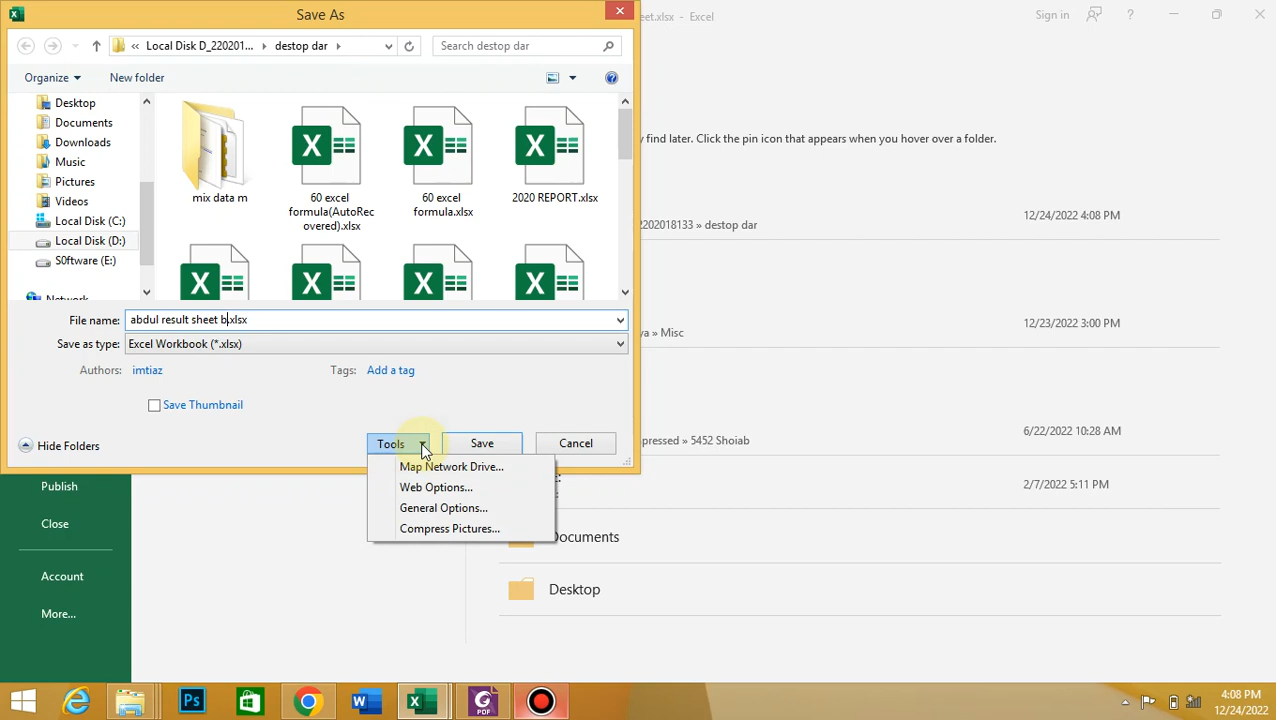 Save As
sheet.xlsx - Excel
Sign in
?
« Local Disk D_220201... destop dar
Search destop dar
Organize
New folder
Desktop
Documents
Downloads
Music
Pictures
Videos
Local Disk (C:)
Local Disk (D:)
S0ftware (E:)
Network
mix data m
60 excel
formula(AutoRec
overed).xlsx
60 excel
formula.xlsx
2020 REPORT.xlsx
File name: abdul result sheet b.xlsx
Save as type: Excel Workbook (*.xlsx)
Authors: imtiaz
Tags: Add a tag
Save Thumbnail
Hide Folders
Tools
Save
Cancel
Map Network Drive...
Web Options...
General Options...
Compress Pictures...
y find later. Click the pin icon that appears when you hover over a folder.
2202018133 » destop dar
12/24/2022 4:08 PM
ya » Misc
12/23/2022 3:00 PM
pressed » 5452 Shoiab
6/22/2022 10:28 AM
2/7/2022 5:11 PM
Documents
Desktop
Publish
Close
Account
More...
Ps
PDF
4:08 PM
12/24/2022